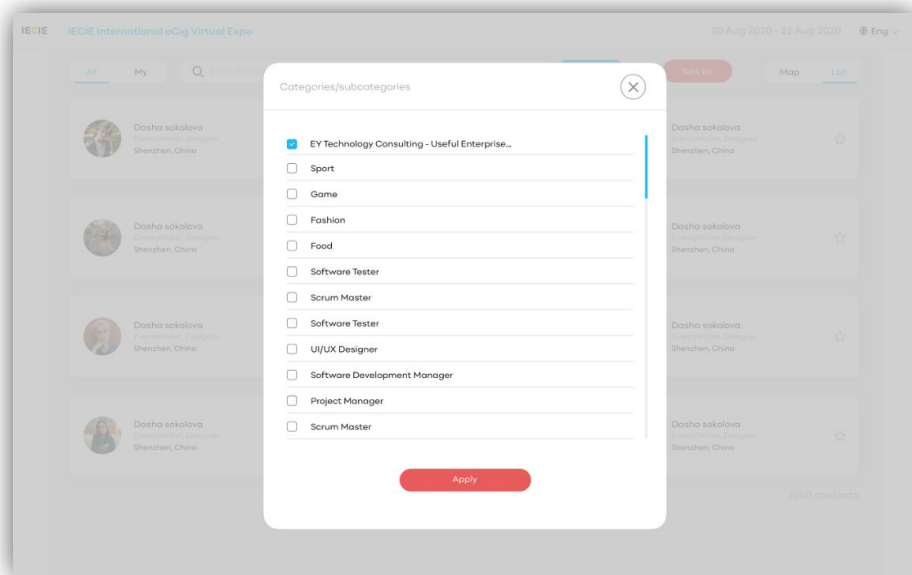 IECIE IECIE International eCig Virtual Expo 20 Aug 2020 - 22 Aug 2020 Eng
All My Sort by Map List
Categories/subcategories
EY Technology Consulting - Useful Enterprise...
Sport
Game
Fashion
Food
Software Tester
Scrum Master
Software Tester
UI/UX Designer
Software Development Manager
Project Manager
Scrum Master
Apply
Dasha sokolova
Shenzhen, China
Dasha sokolova
Shenzhen, China
Dasha sokolova
Shenzhen, China
Dasha sokolova
Shenzhen, China
Dasha sokolova
Shenzhen, China
Dasha sokolova
Shenzhen, China
Dasha sokolova
Shenzhen, China
Dasha sokolova
Shenzhen, China
contacts